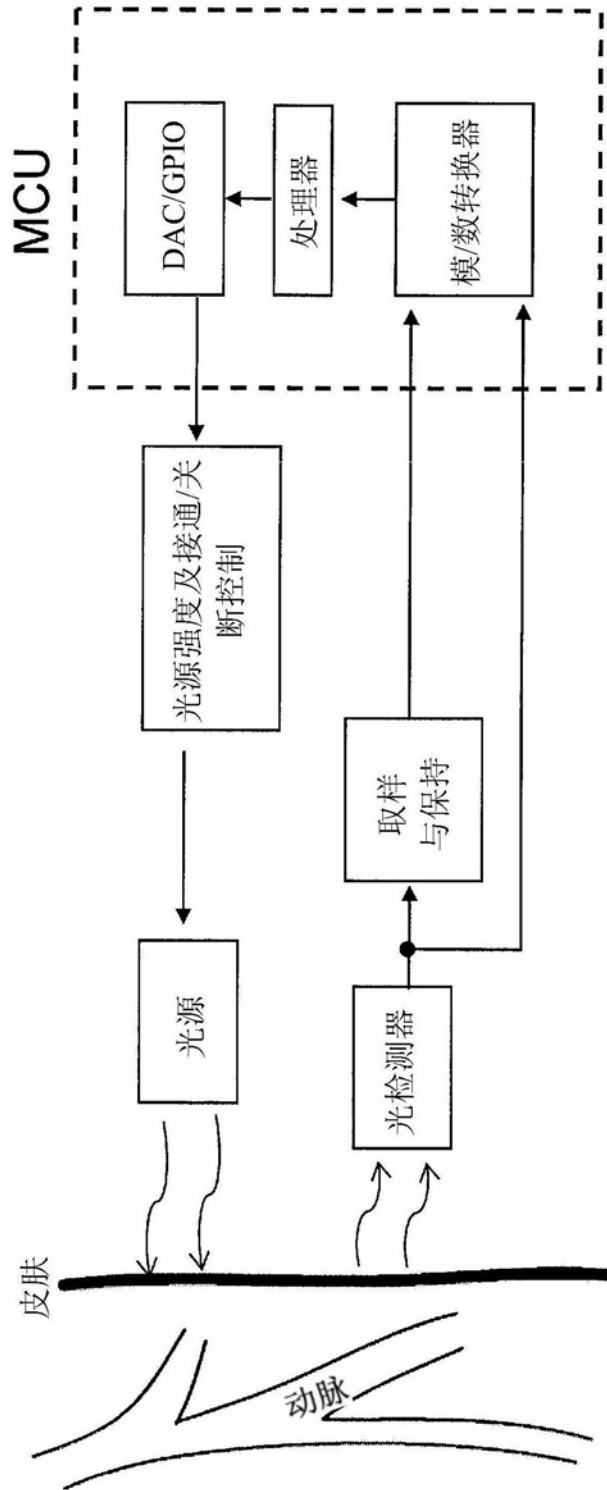 MCU
DAC/GPIO
处理器
模/数转换器
光源强度及接通/关
断控制
取样
与保持
光源
光检测器
皮肤
动脉